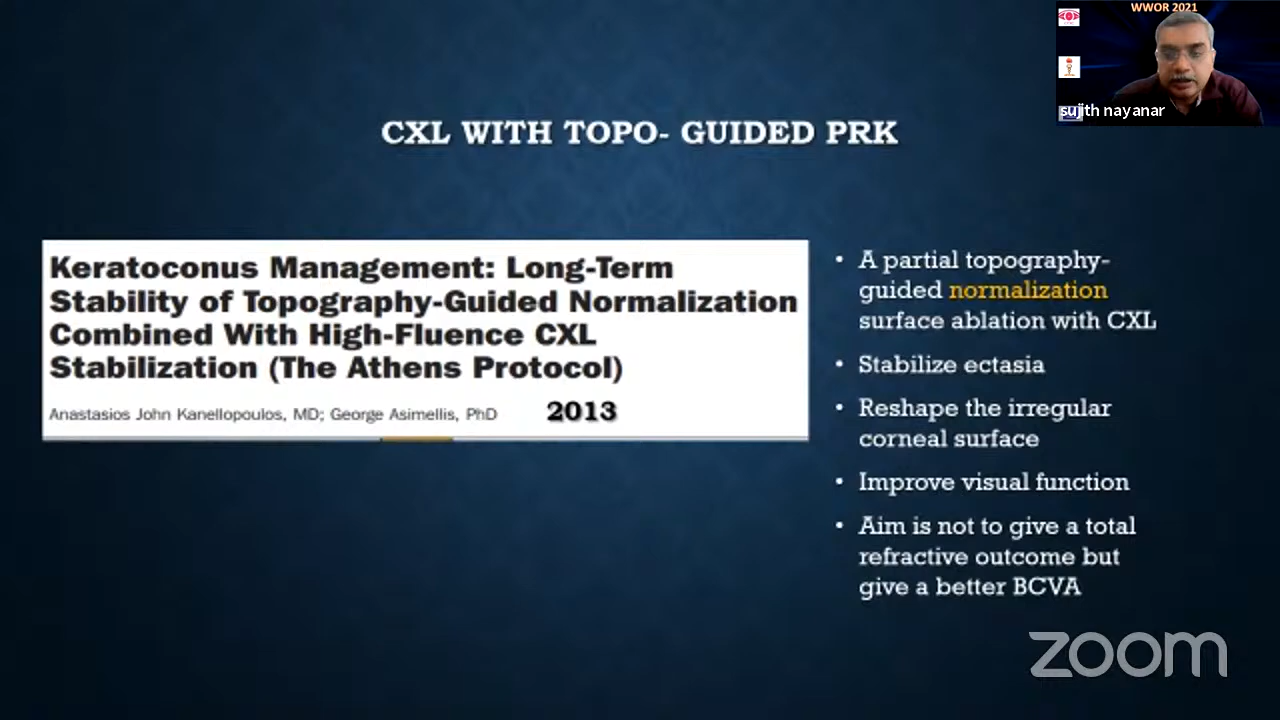 WWOR 2021
sujith nayanar
CXL WITH TOPO- GUIDED PRK
Keratoconus Management: Long-Term
Stability of Topography-Guided Normalization
Combined With High-Fluence CXL
Stabilization (The Athens Protocol)
Anastasios John Kanellopoulos, MD; George Asimellis, PhD 2013
• A partial topography-
guided normalization
surface ablation with CXL
• Stabilize ectasia
• Reshape the irregular
corneal surface
• Improve visual function
• Aim is not to give a total
refractive outcome but
give a better BCVA
zoom